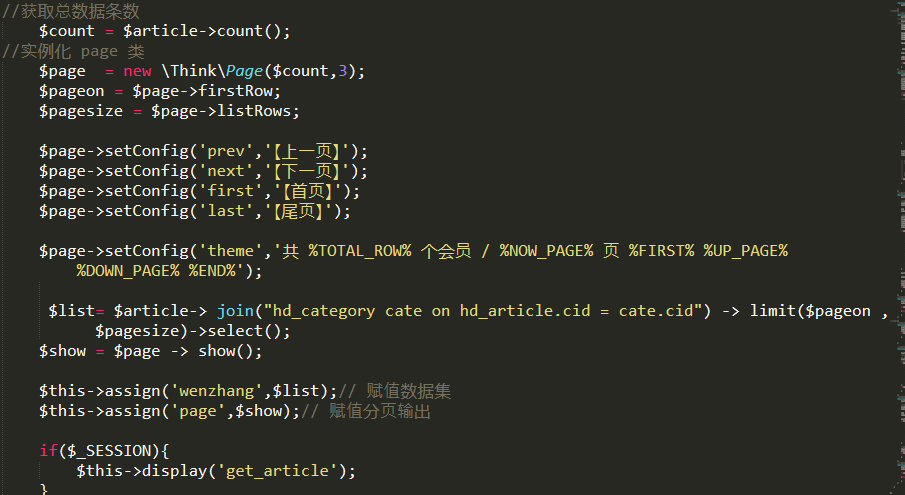 //获取总数据条数
$count = $article->count();
//实例化 page 类
$page  = new \Think\Page($count,3);
$pageon = $page->firstRow;
$pagesize = $page->listRows;
$page->setConfig('prev','【上一页】');
$page->setConfig('next','【下一页】');
$page->setConfig('first','【首页】');
$page->setConfig('last','【尾页】');
$page->setConfig('theme','共 %TOTAL_ROW% 个会员 / %NOW_PAGE% 页 %FIRST% %UP_PAGE%
%DOWN_PAGE% %END%');
$list= $article-> join("hd_category cate on hd_article.cid = cate.cid") -> limit($pageon ,
$pagesize)->select();
$show = $page -> show();
$this->assign('wenzhang',$list);// 赋值数据集
$this->assign('page',$show);// 赋值分页输出
if($_SESSION){
$this->display('get_article');
}